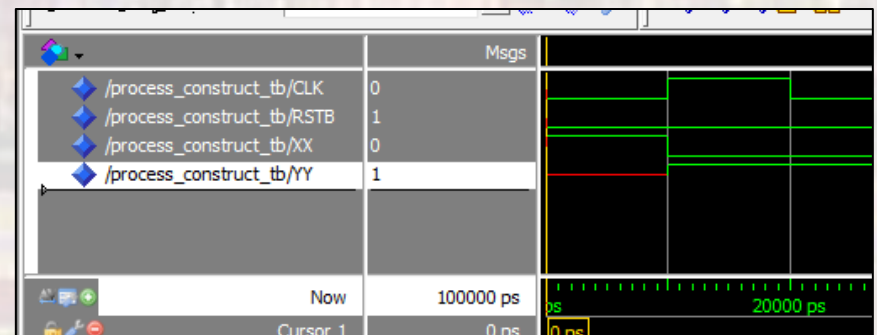 Msgs
/process_construct_tb/CLK 0
/process_construct_tb/RSTB 1
/process_construct_tb/XX 0
/process_construct_tb/YY 1
Now 100000 ps ps 20000 ps
Cursor 1 0 ps 0 ps